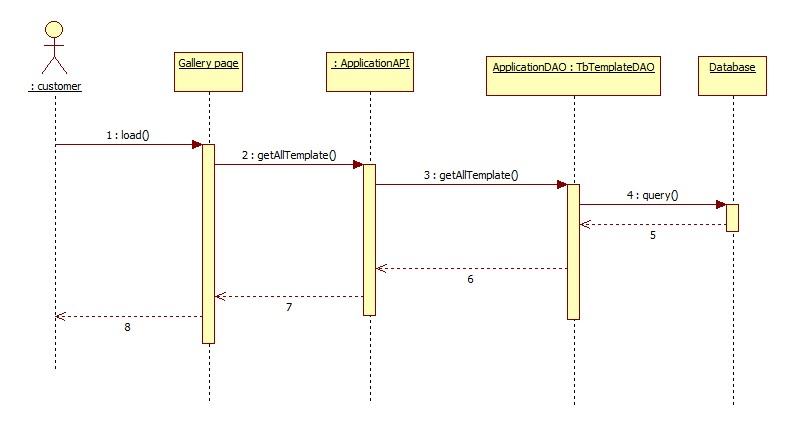 Gallery page
: ApplicationAPI
ApplicationDAO : TbTemplateDAO
Database
: customer
1 : load()
2 : getAllTemplate()
3 : getAllTemplate()
4 : query()
5
6
7
8